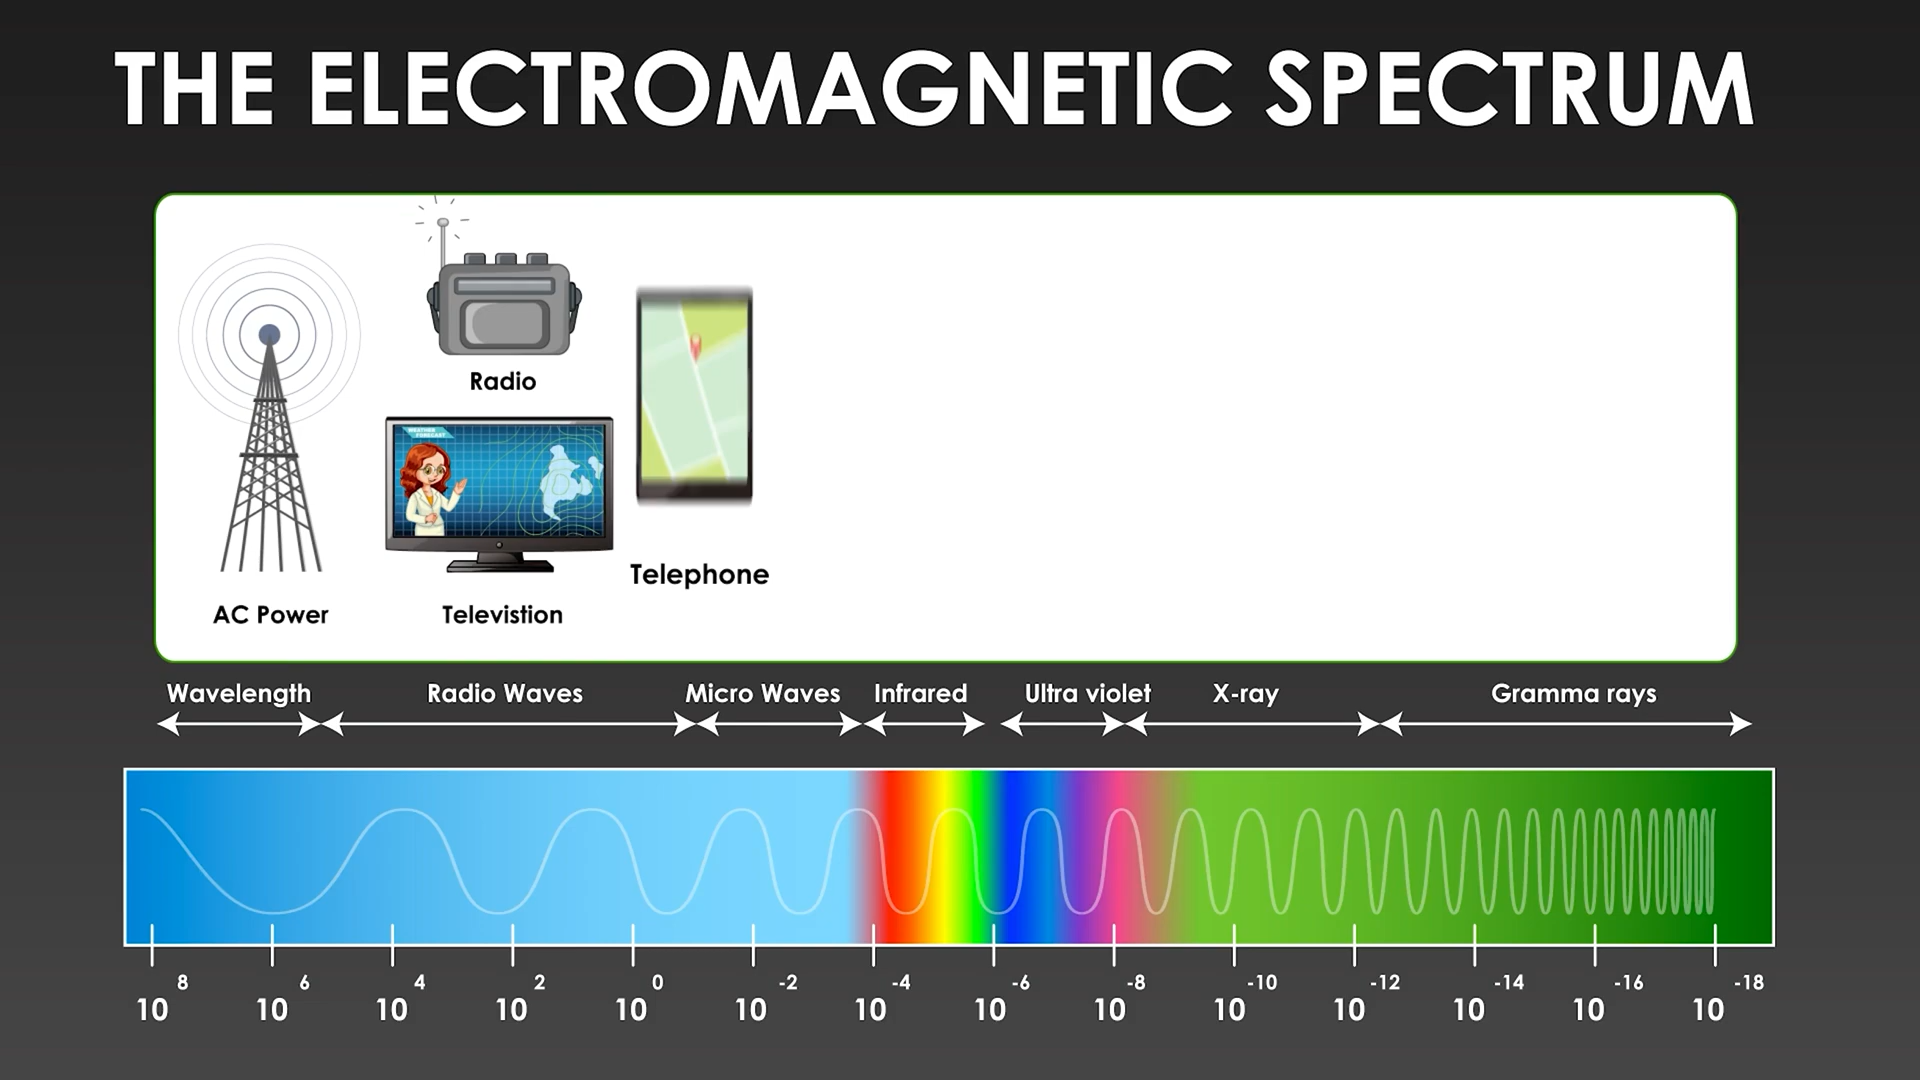 THE ELECTROMAGNETIC SPECTRUM
Radio
WEATHER
FORECAST
Telephone
AC Power
Televistion
Wavelength Radio Waves Micro Waves Infrared Ultra violet X-ray Gramma rays
10^8 10^6 10^4 10^2 10^0 10^-2 10^-4 10^-6 10^-8 10^-10 10^-12 10^-14 10^-16 10^-18